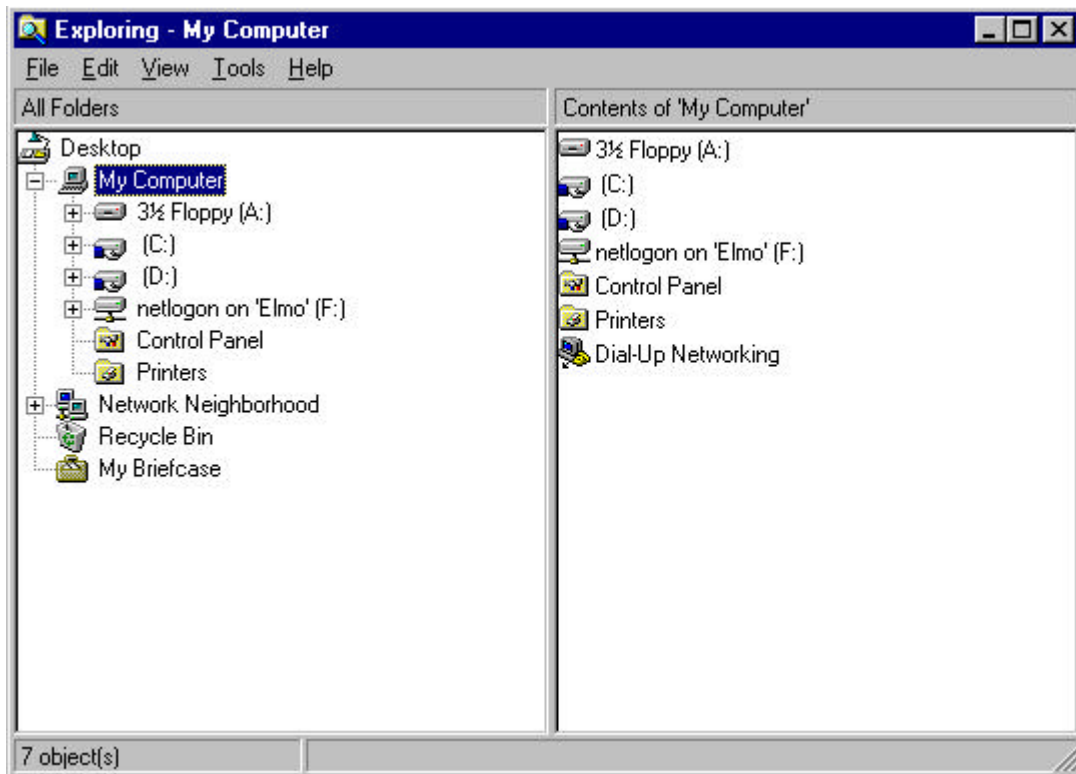 Exploring - My Computer
File Edit View Tools Help
All Folders
Desktop
My Computer
3½ Floppy (A:)
(C:)
(D:)
netlogon on 'Elmo' (F:)
Control Panel
Printers
Network Neighborhood
Recycle Bin
My Briefcase
Contents of 'My Computer'
3½ Floppy (A:)
(C:)
(D:)
netlogon on 'Elmo' (F:)
Control Panel
Printers
Dial-Up Networking
7 object(s)